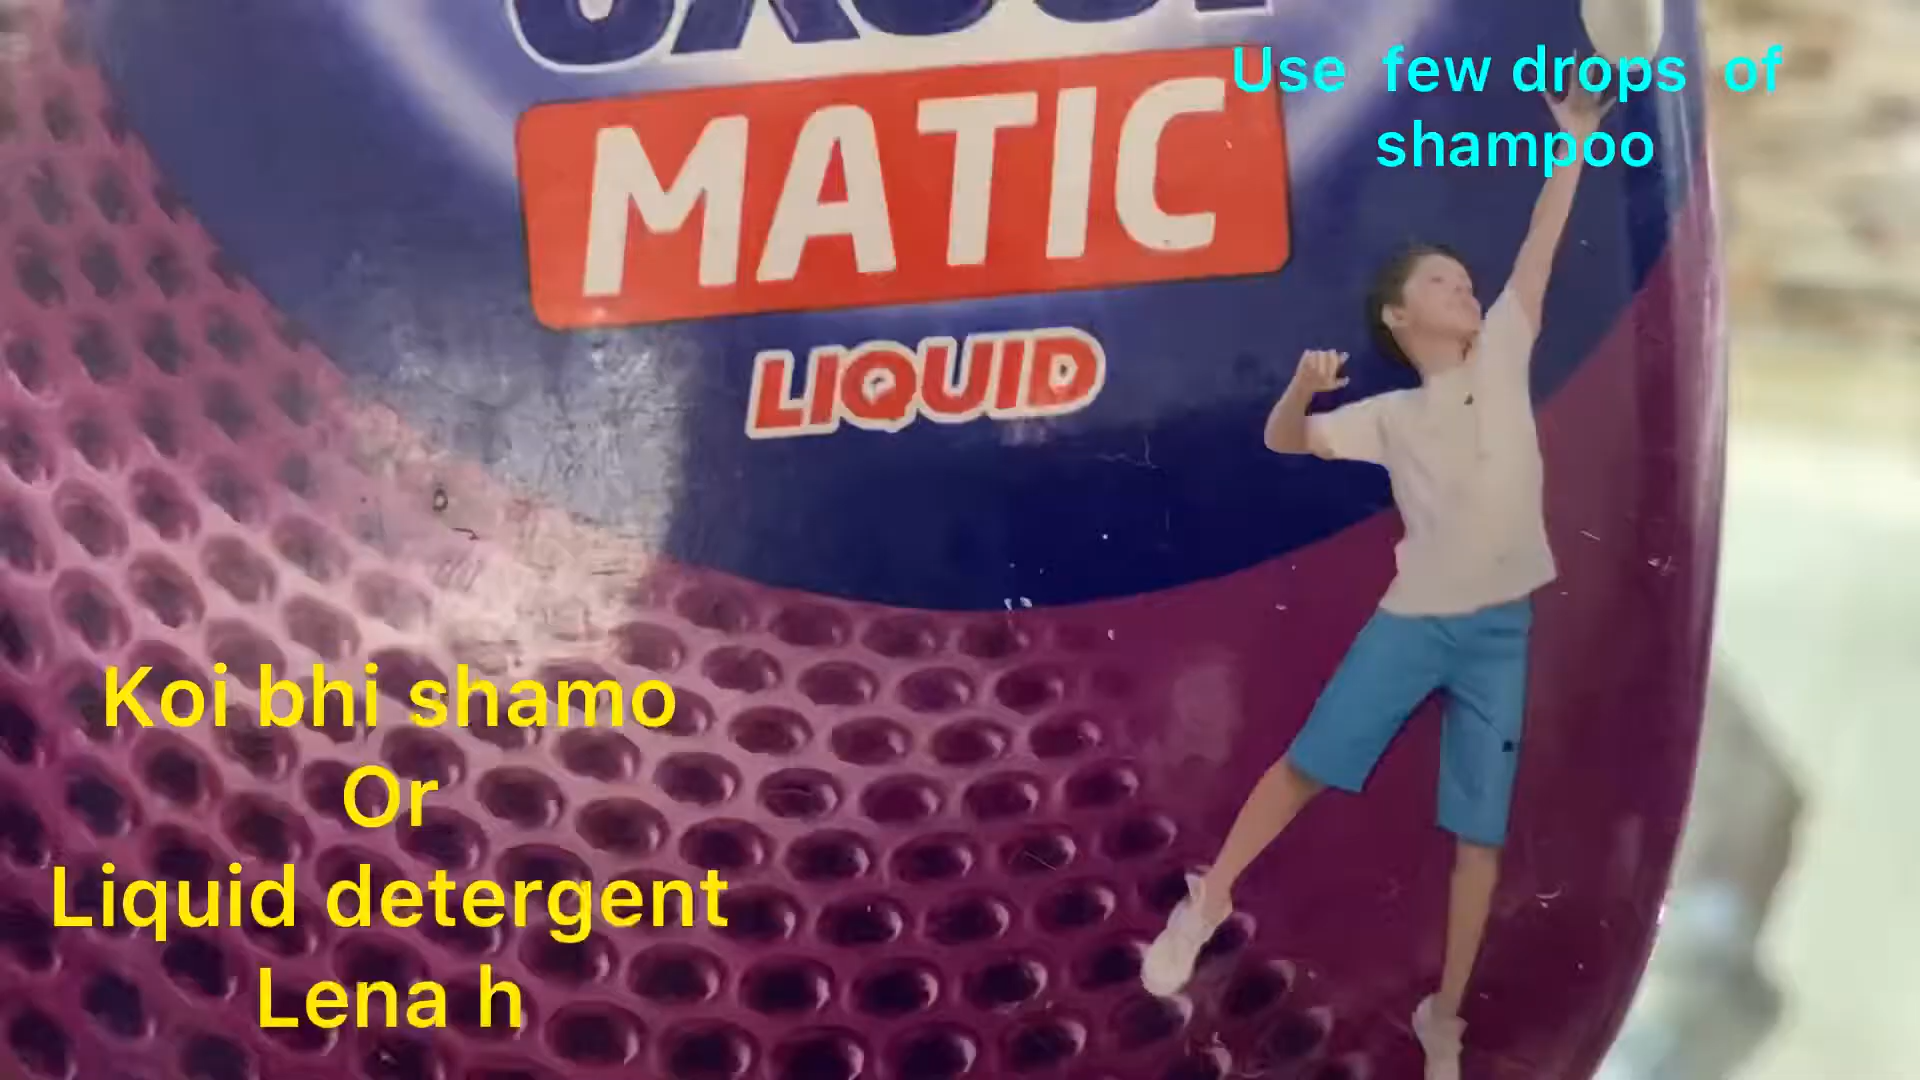 Use few drops of
shampoo
MATIC
LIQUID
Koi bhi shamo
Or
Liquid detergent
Lena h